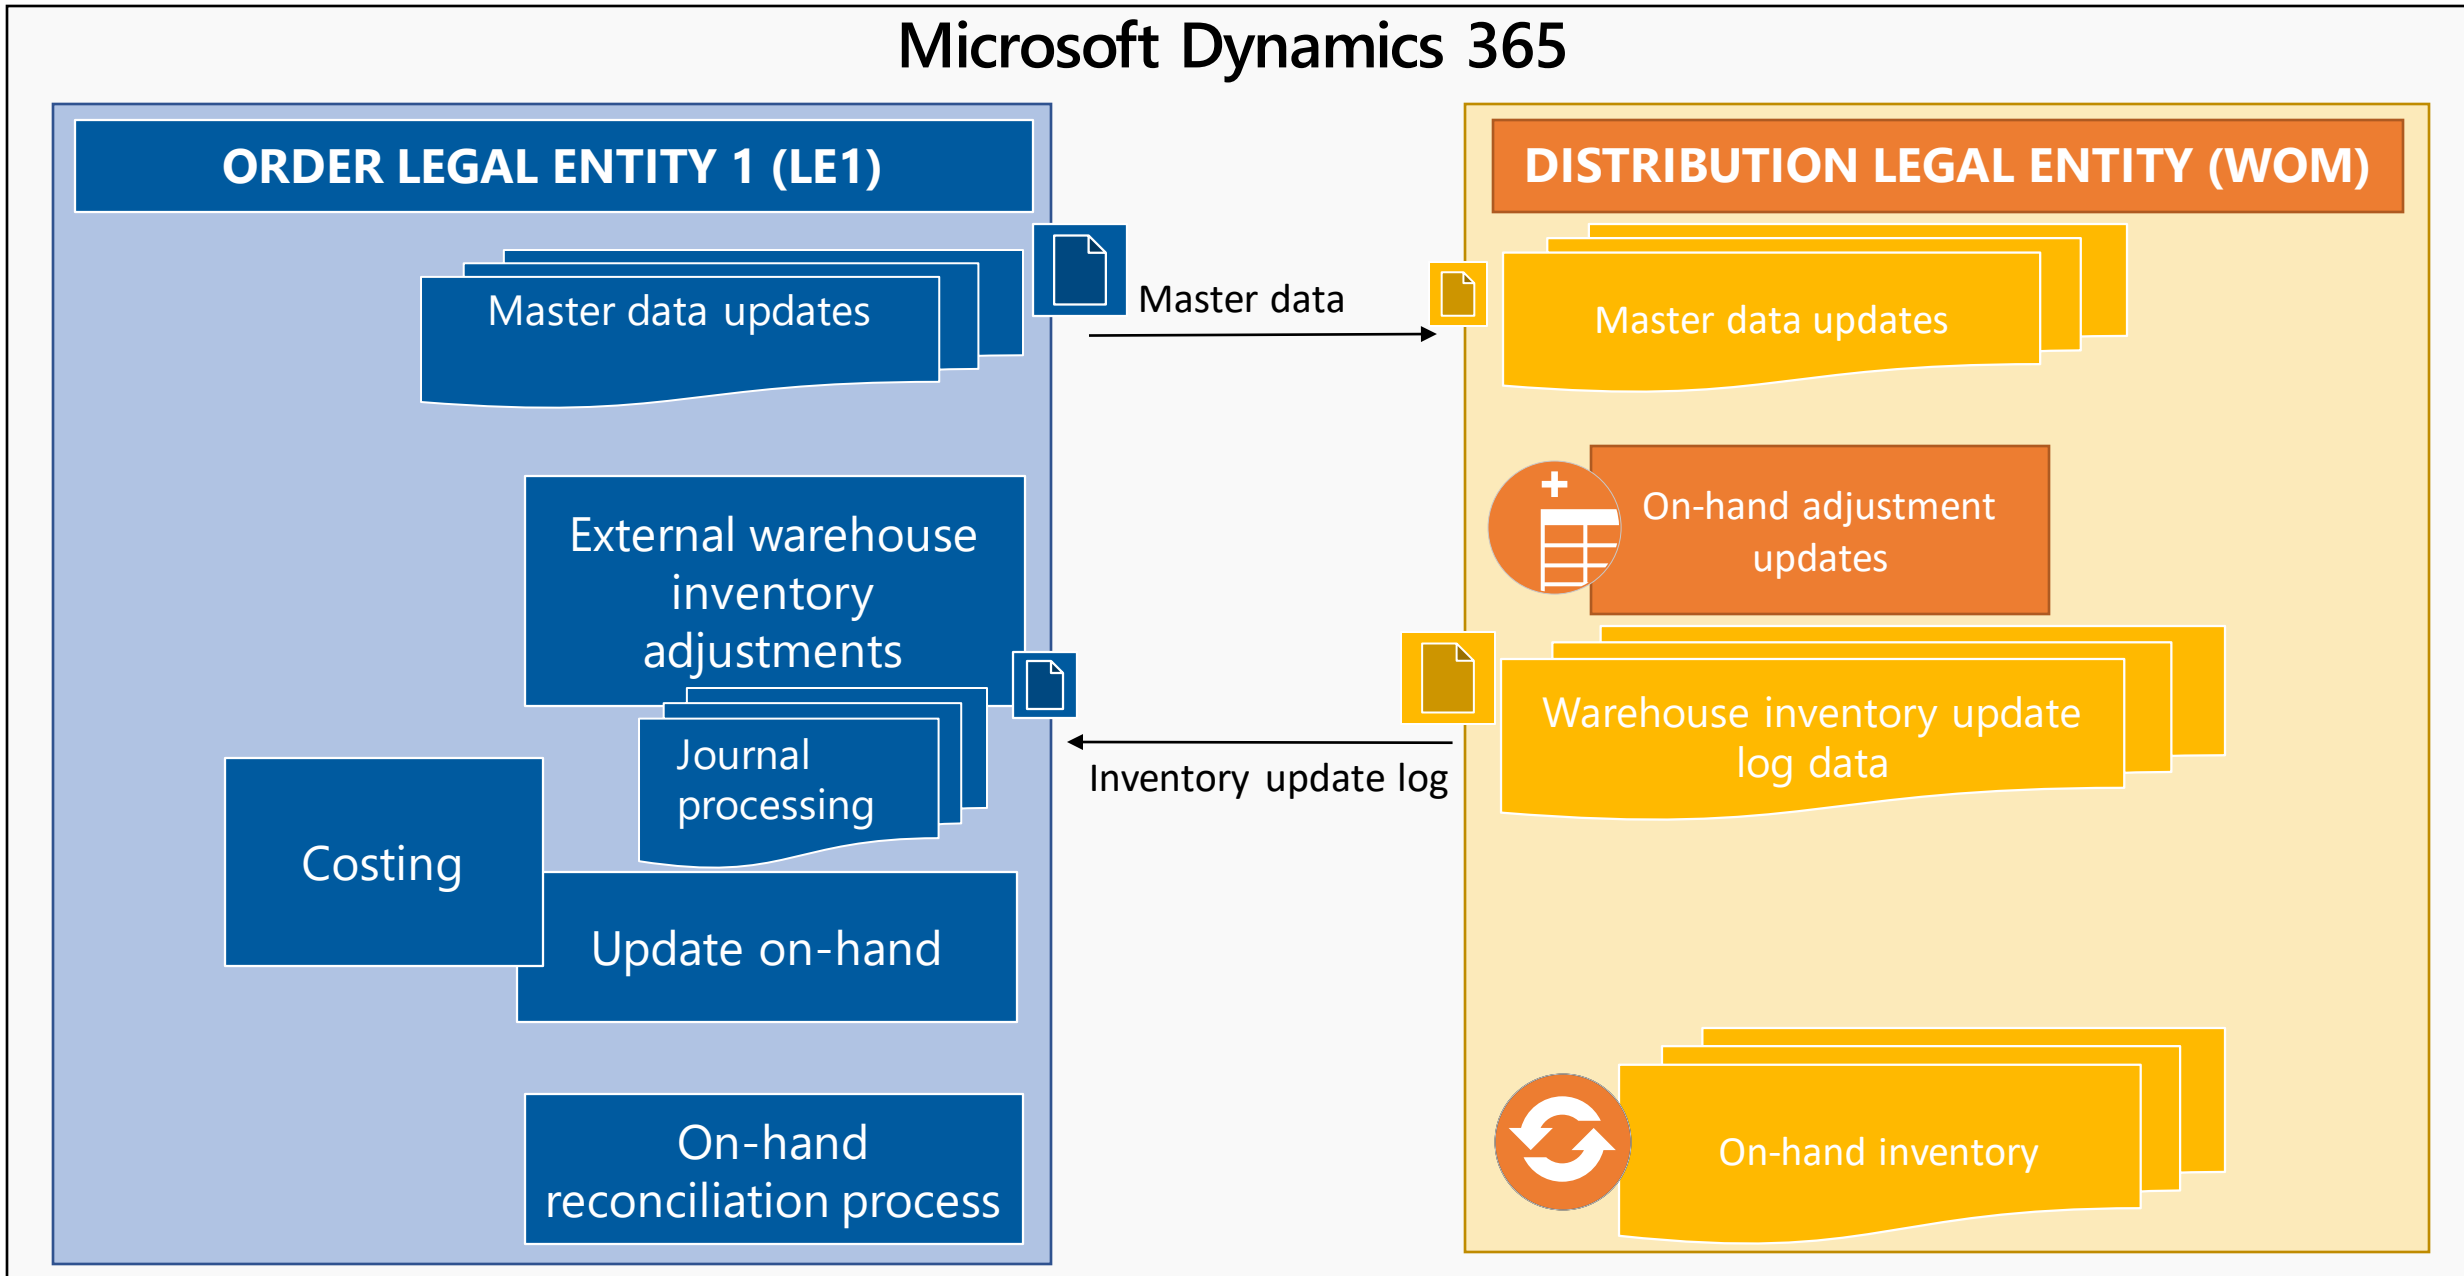 Microsoft Dynamics 365
ORDER LEGAL ENTITY 1 (LE1)
Master data updates
External warehouse
inventory
adjustments
Journal
processing
Costing
Update on-hand
On-hand
reconciliation process
Master data
Inventory update log
DISTRIBUTION LEGAL ENTITY (WOM)
Master data updates
On-hand adjustment
updates
Warehouse inventory update
log data
On-hand inventory